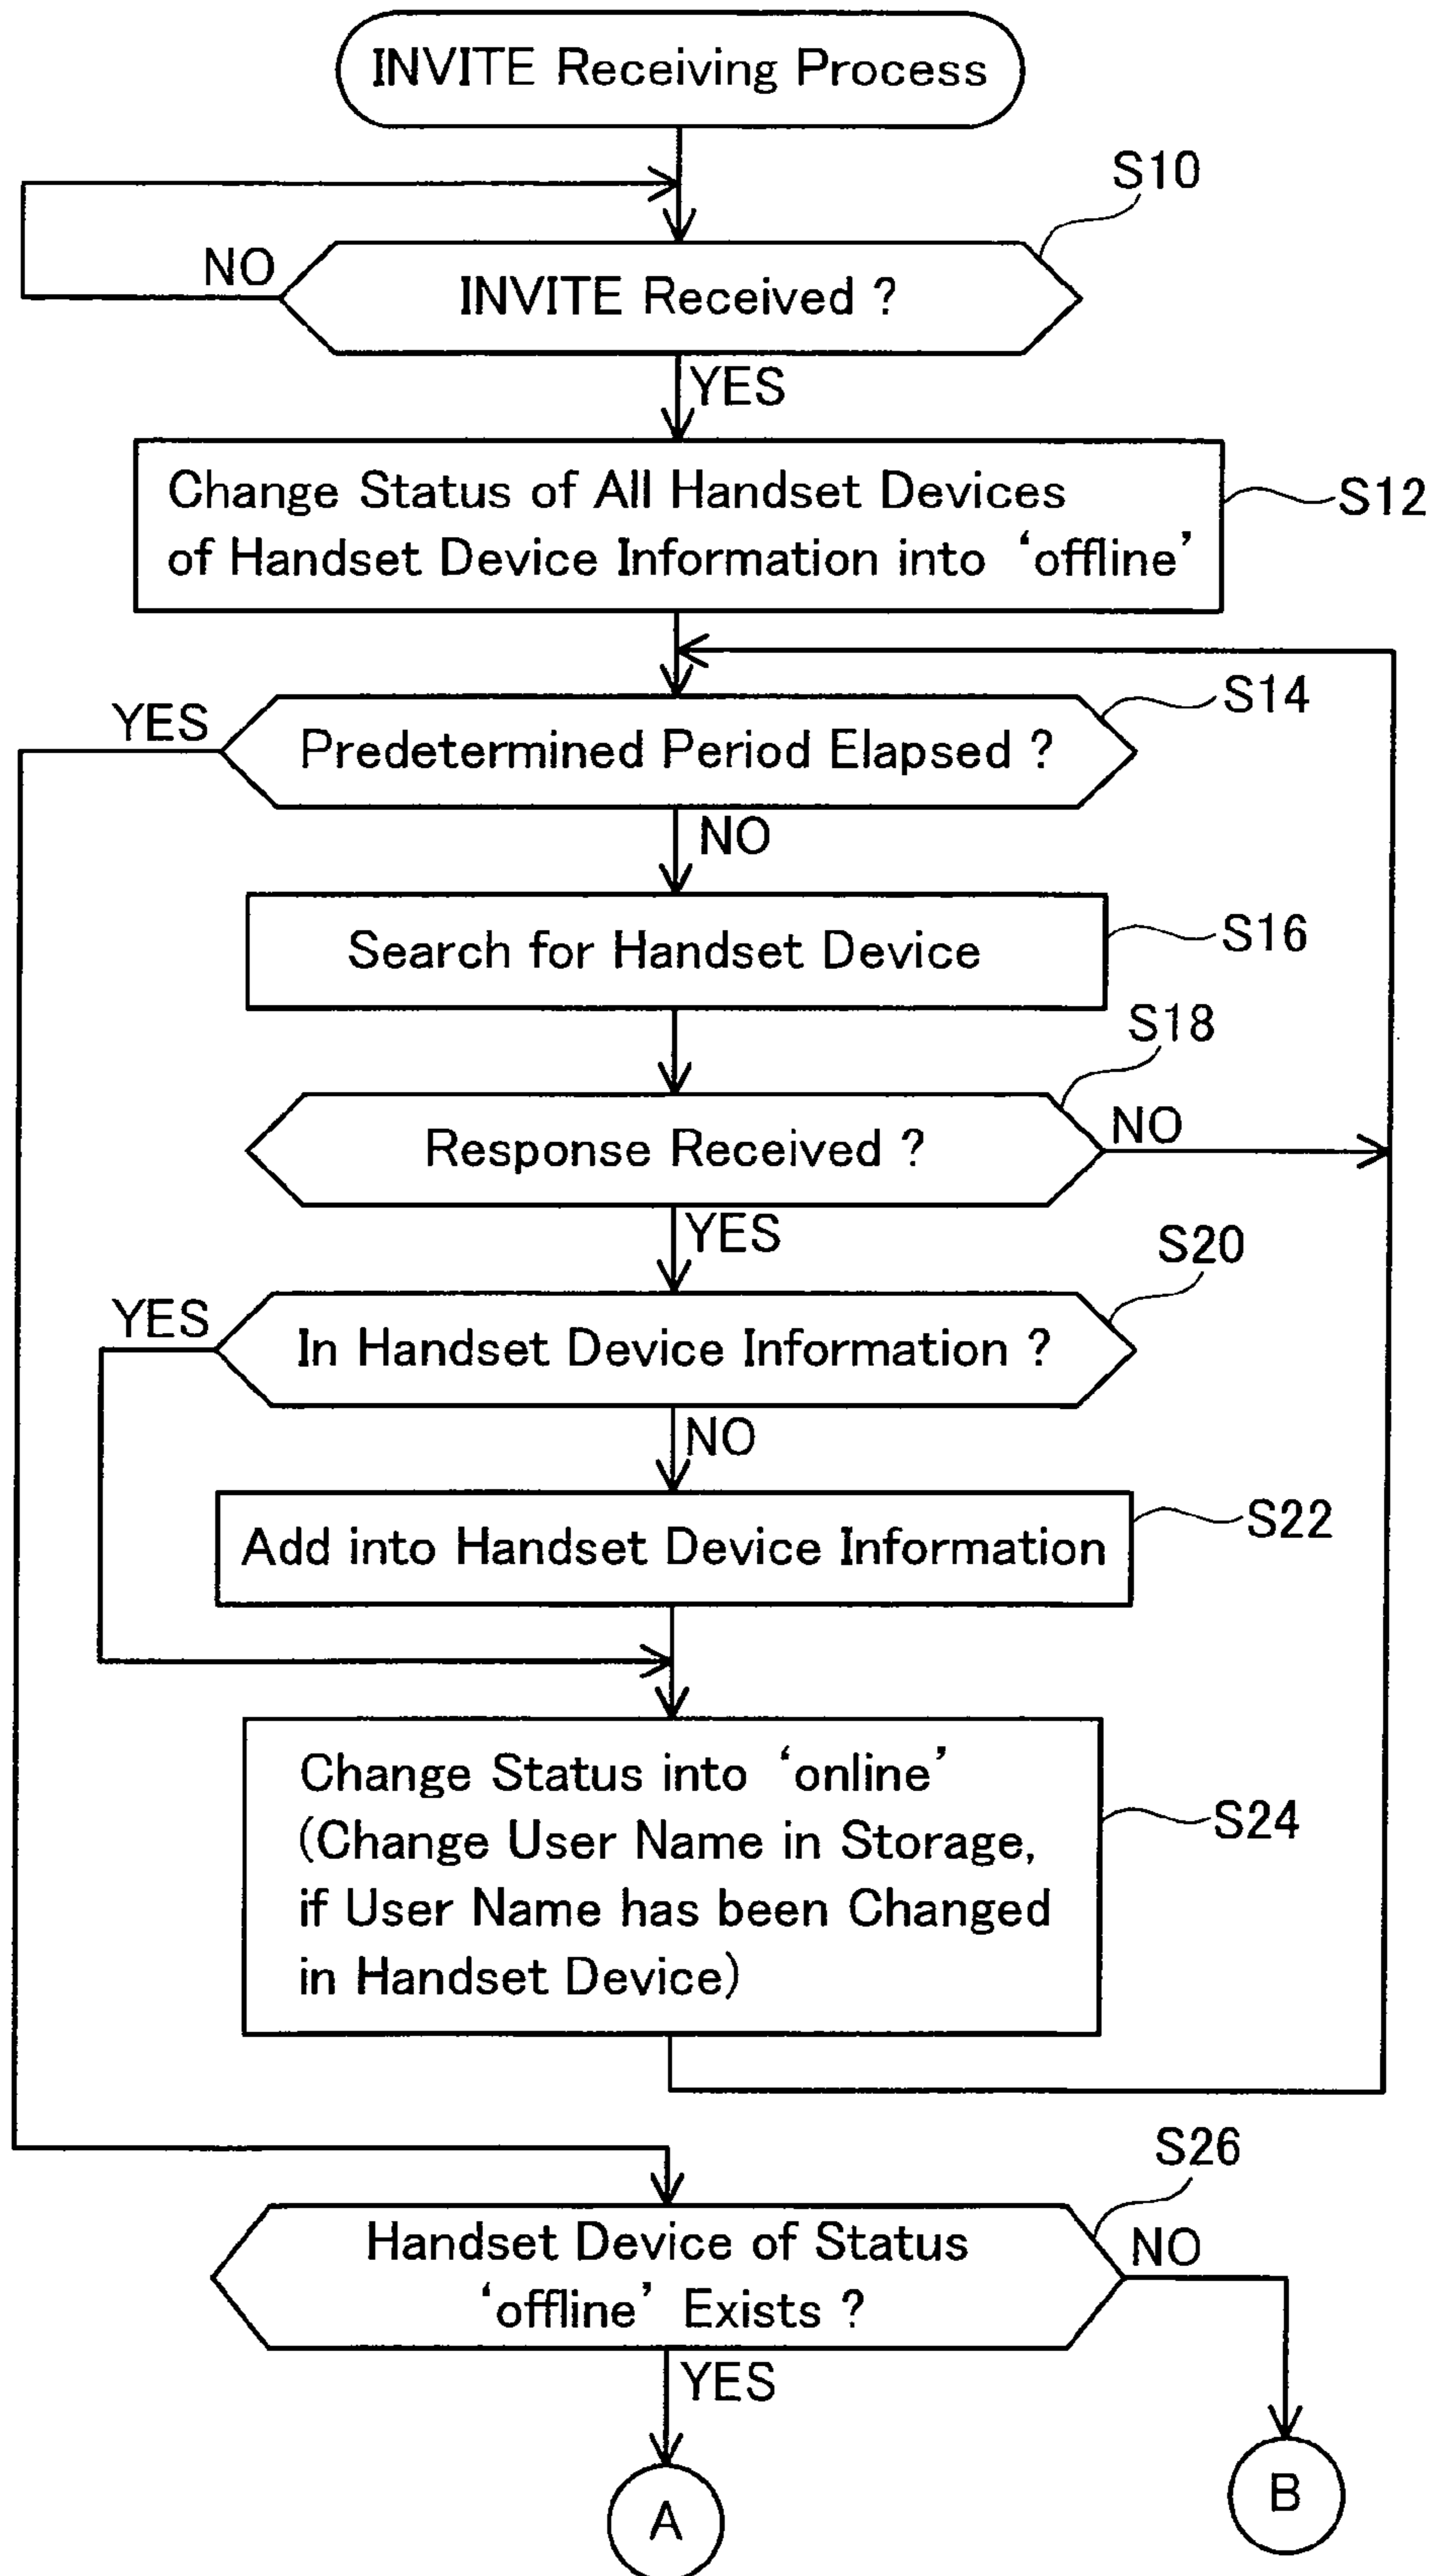 INVITE Receiving Process
S10
NO
INVITE Received ?
YES
Change Status of All Handset Devices
of Handset Device Information into ‘offline’
S12
S14
YES
Predetermined Period Elapsed ?
NO
Search for Handset Device
S16
S18
Response Received ?
NO
YES
S20
YES
In Handset Device Information ?
NO
Add into Handset Device Information
S22
Change Status into ‘online’
(Change User Name in Storage,
if User Name has been Changed
in Handset Device)
S24
S26
Handset Device of Status
‘offline’ Exists ?
NO
YES
A
B